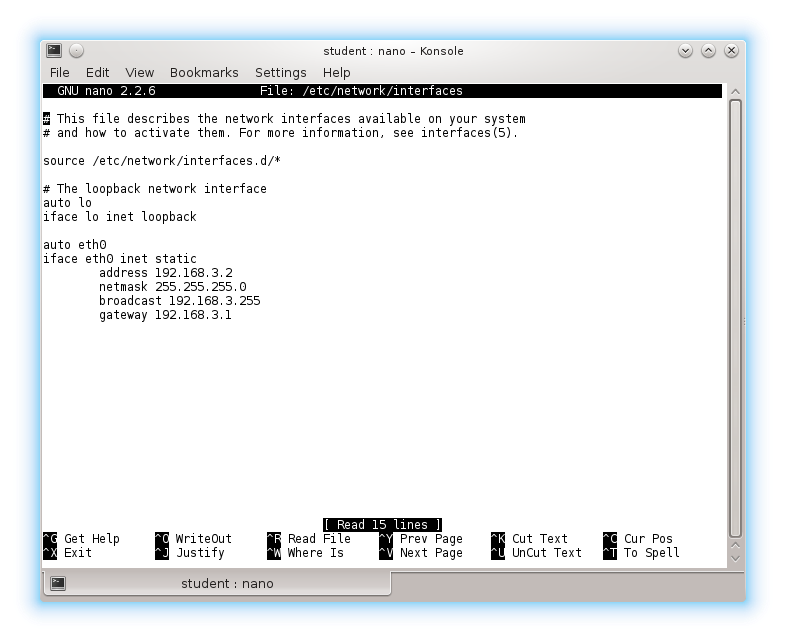 student : nano – Konsole
File Edit View Bookmarks Settings Help
GNU nano 2.2.6 File: /etc/network/interfaces
# This file describes the network interfaces available on your system
# and how to activate them. For more information, see interfaces(5).
source /etc/network/interfaces.d/*
# The loopback network interface
auto lo
iface lo inet loopback
auto eth0
iface eth0 inet static
address 192.168.3.2
netmask 255.255.255.0
broadcast 192.168.3.255
gateway 192.168.3.1
[ Read 15 lines ]
^G Get Help ^O WriteOut ^R Read File ^Y Prev Page ^K Cut Text ^C Cur Pos
^X Exit ^J Justify ^W Where Is ^V Next Page ^U UnCut Text ^T To Spell
student : nano